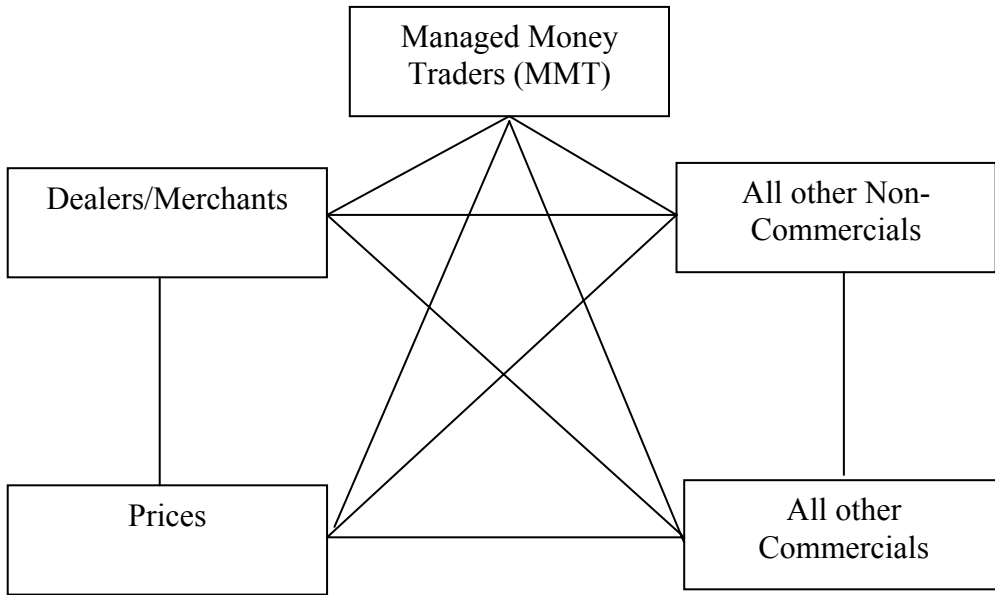 Managed Money
Traders (MMT)
Dealers/Merchants
All other Non-
Commercials
Prices
All other
Commercials